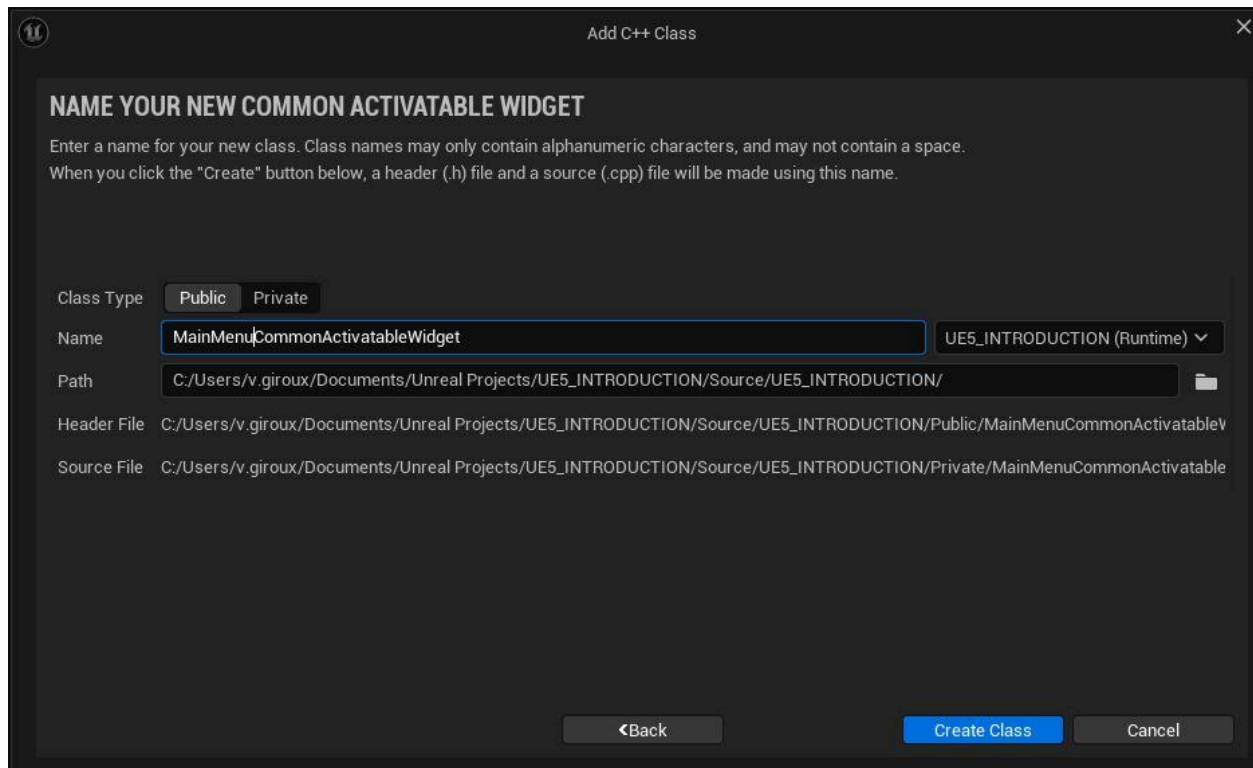 Add C++ Class
NAME YOUR NEW COMMON ACTIVATABLE WIDGET
Enter a name for your new class. Class names may only contain alphanumeric characters, and may not contain a space.
When you click the "Create" button below, a header (.h) file and a source (.cpp) file will be made using this name.
Class Type Public Private
Name MainMenuCommonActivatableWidget UE5_INTRODUCTION (Runtime)
Path C:/Users/v.giroux/Documents/Unreal Projects/UE5_INTRODUCTION/Source/UE5_INTRODUCTION/
Header File C:/Users/v.giroux/Documents/Unreal Projects/UE5_INTRODUCTION/Source/UE5_INTRODUCTION/Public/MainMenuCommonActivatable
Source File C:/Users/v.giroux/Documents/Unreal Projects/UE5_INTRODUCTION/Source/UE5_INTRODUCTION/Private/MainMenuCommonActivatable
Back Create Class Cancel